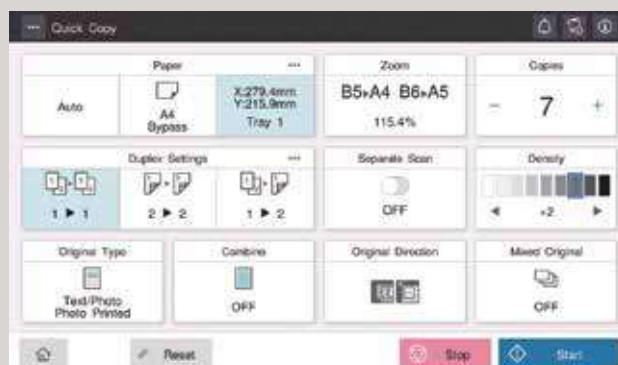 Quick Copy
Paper
Zoom
Copies
Auto
A4
Bypass
X:279.4mm
Y:215.9mm
Tray 1
B5▸A4 B6▸A5
115.4%
- 7 +
Duplex Settings
Separate Scan
Density
1 ▶ 1
2 ▶ 2
1 ▶ 2
OFF
+2
Original Type
Combine
Original Direction
Mixed Original
Text/Photo
Photo Printed
OFF
OFF
Reset
Stop
Start